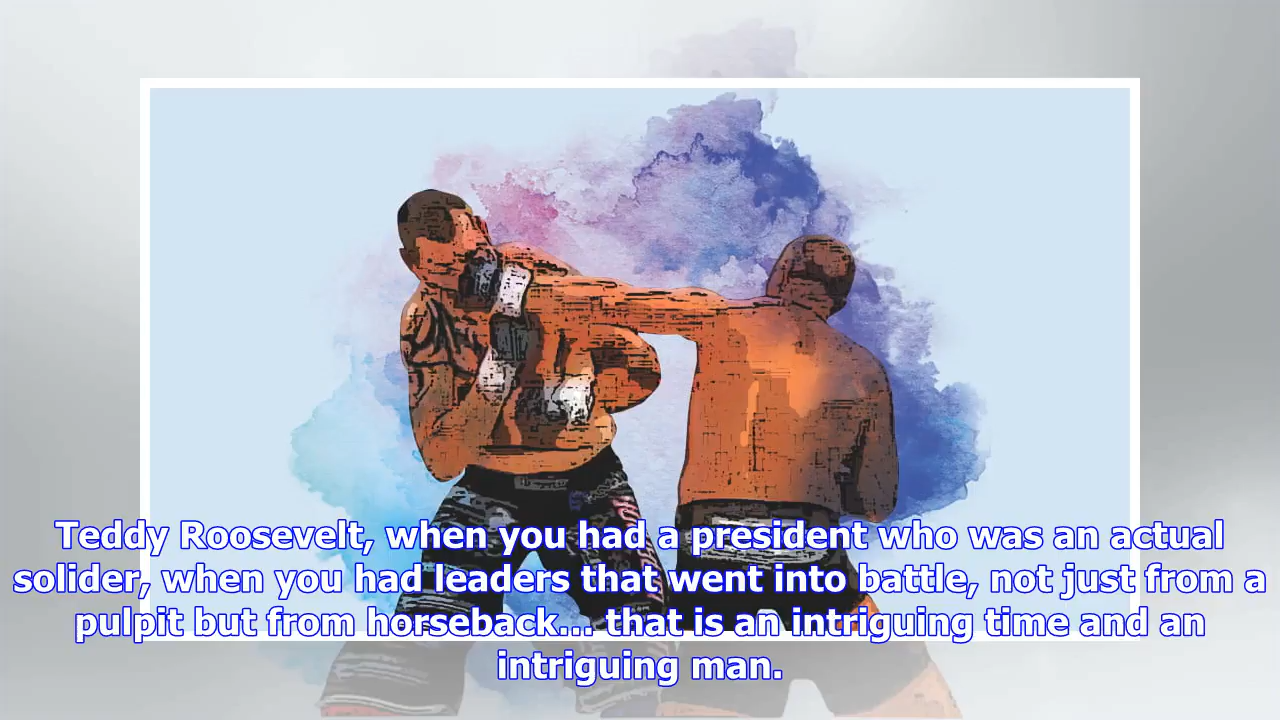 Teddy Roosevelt, when you had a president who was an actual
solider, when you had leaders that went into battle, not just from a
pulpit but from horseback... that is an intriguing time and an
intriguing man.